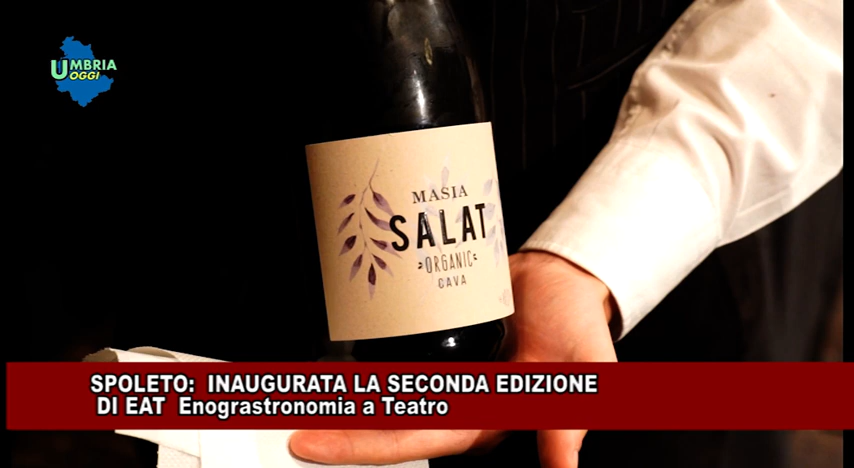 UMBRIA
OGGI
MASIA
SALAT
ORGANIC
CAVA
SPOLETO: INAUGURATA LA SECONDA EDIZIONE
DI EAT Enograstronomia a Teatro